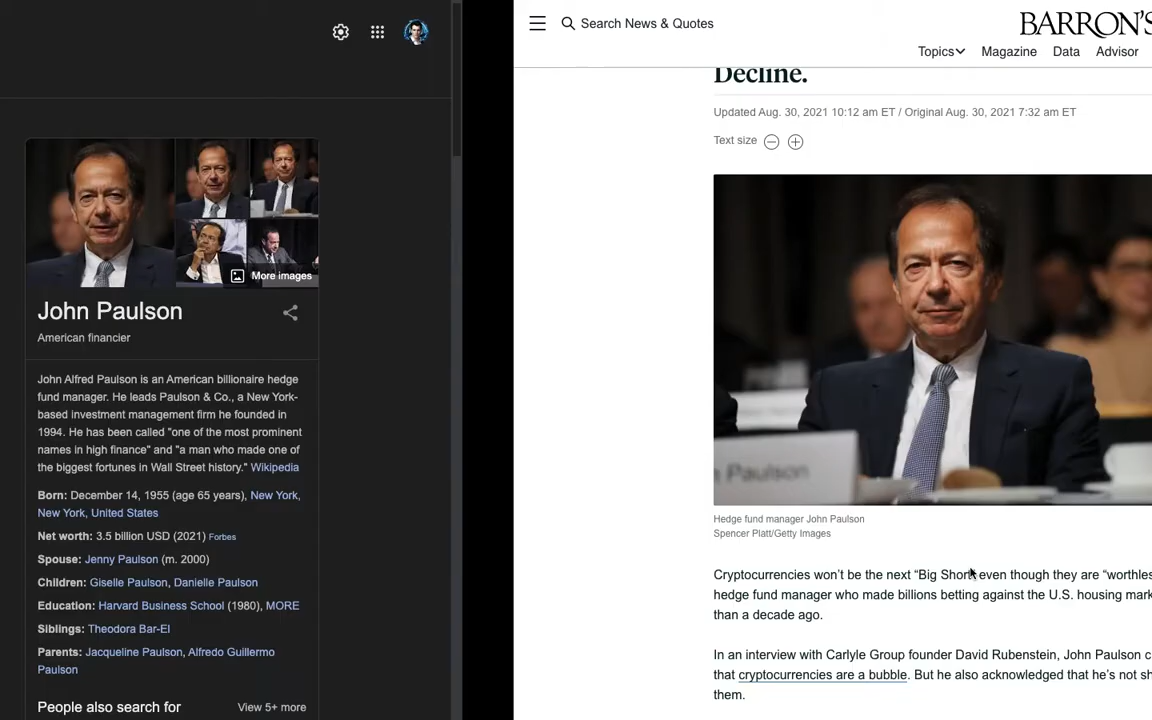 More images
John Paulson
American financier
John Alfred Paulson is an American billionaire hedge
fund manager. He leads Paulson & Co., a New York-
based investment management firm he founded in
1994. He has been called "one of the most prominent
names in high finance" and "a man who made one of
the biggest fortunes in Wall Street history." Wikipedia
Born: December 14, 1955 (age 65 years), New York,
New York, United States
Net worth: 3.5 billion USD (2021) Forbes
Spouse: Jenny Paulson (m. 2000)
Children: Giselle Paulson, Danielle Paulson
Education: Harvard Business School (1980), MORE
Siblings: Theodora Bar-El
Parents: Jacqueline Paulson, Alfredo Guillermo
Paulson
People also search for View 5+ more
Search News & Quotes
BARRON'S
Topics Magazine Data Advisor
Decline.
Updated Aug. 30, 2021 10:12 am ET / Original Aug. 30, 2021 7:32 am ET
Text size
Paulson
Hedge fund manager John Paulson
Spencer Platt/Getty Images
Cryptocurrencies won't be the next "Big Short" even though they are "worthles
hedge fund manager who made billions betting against the U.S. housing mark
than a decade ago.
In an interview with Carlyle Group founder David Rubenstein, John Paulson c
that cryptocurrencies are a bubble. But he also acknowledged that he's not sh
them.